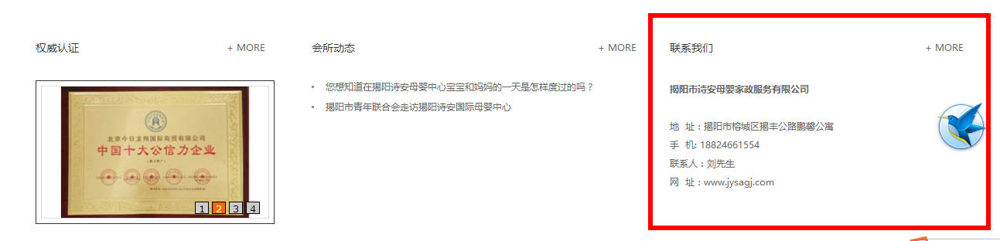 权威认证
+ MORE
北京今日龙翔国际商贸有限公司
中国十大公信力企业
1 2 3 4
会所动态
+ MORE
您想知道在揭阳诗安母婴中心宝宝和妈妈的一天是怎样度过的吗？
揭阳市青年联合会走访揭阳诗安国际母婴中心
联系我们
+ MORE
揭阳市诗安母婴家政服务有限公司
地 址：揭阳市榕城区揭丰公路鹏馨公寓
手 机: 18824661554
联系人：刘先生
网 址：www.jysagj.com